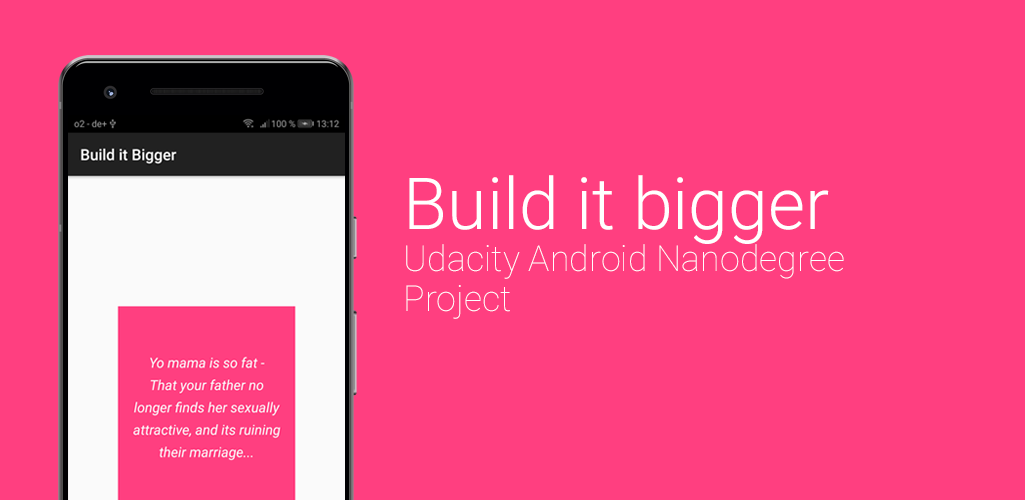 o2 - de+ 100 % 13:12
Build it Bigger
Yo mama is so fat -
That your father no
longer finds her sexually
attractive, and its ruining
their marriage...
Build it bigger
Udacity Android Nanodegree
Project